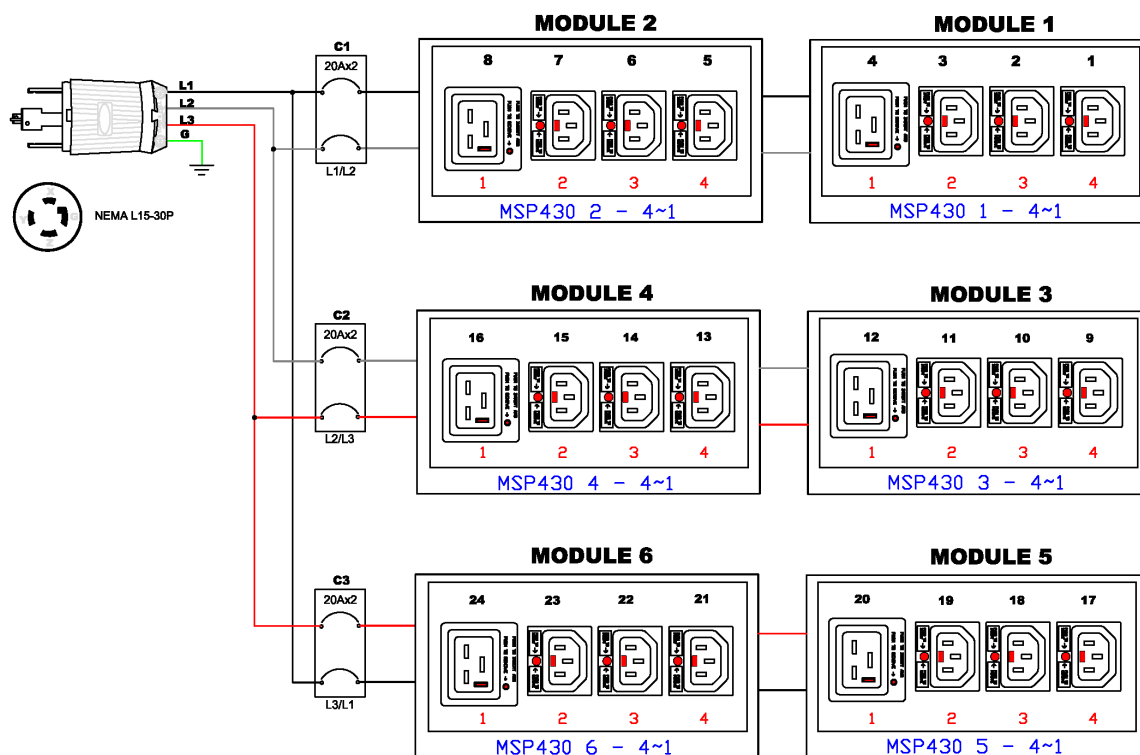 MODULE 2
MODULE 1
C1
20Ax2
L1
L2
L3
G
L1/L2
8 7 6 5
1 2 3 4
MSP430 2 - 4~1
4 3 2 1
1 2 3 4
MSP430 1 - 4~1
X
Y
G
Z
NEMA L15-30P
MODULE 4
MODULE 3
C2
20Ax2
L2/L3
16 15 14 13
1 2 3 4
MSP430 4 - 4~1
12 11 10 9
1 2 3 4
MSP430 3 - 4~1
MODULE 6
MODULE 5
C3
20Ax2
L3/L1
24 23 22 21
1 2 3 4
MSP430 6 - 4~1
20 19 18 17
1 2 3 4
MSP430 5 - 4~1